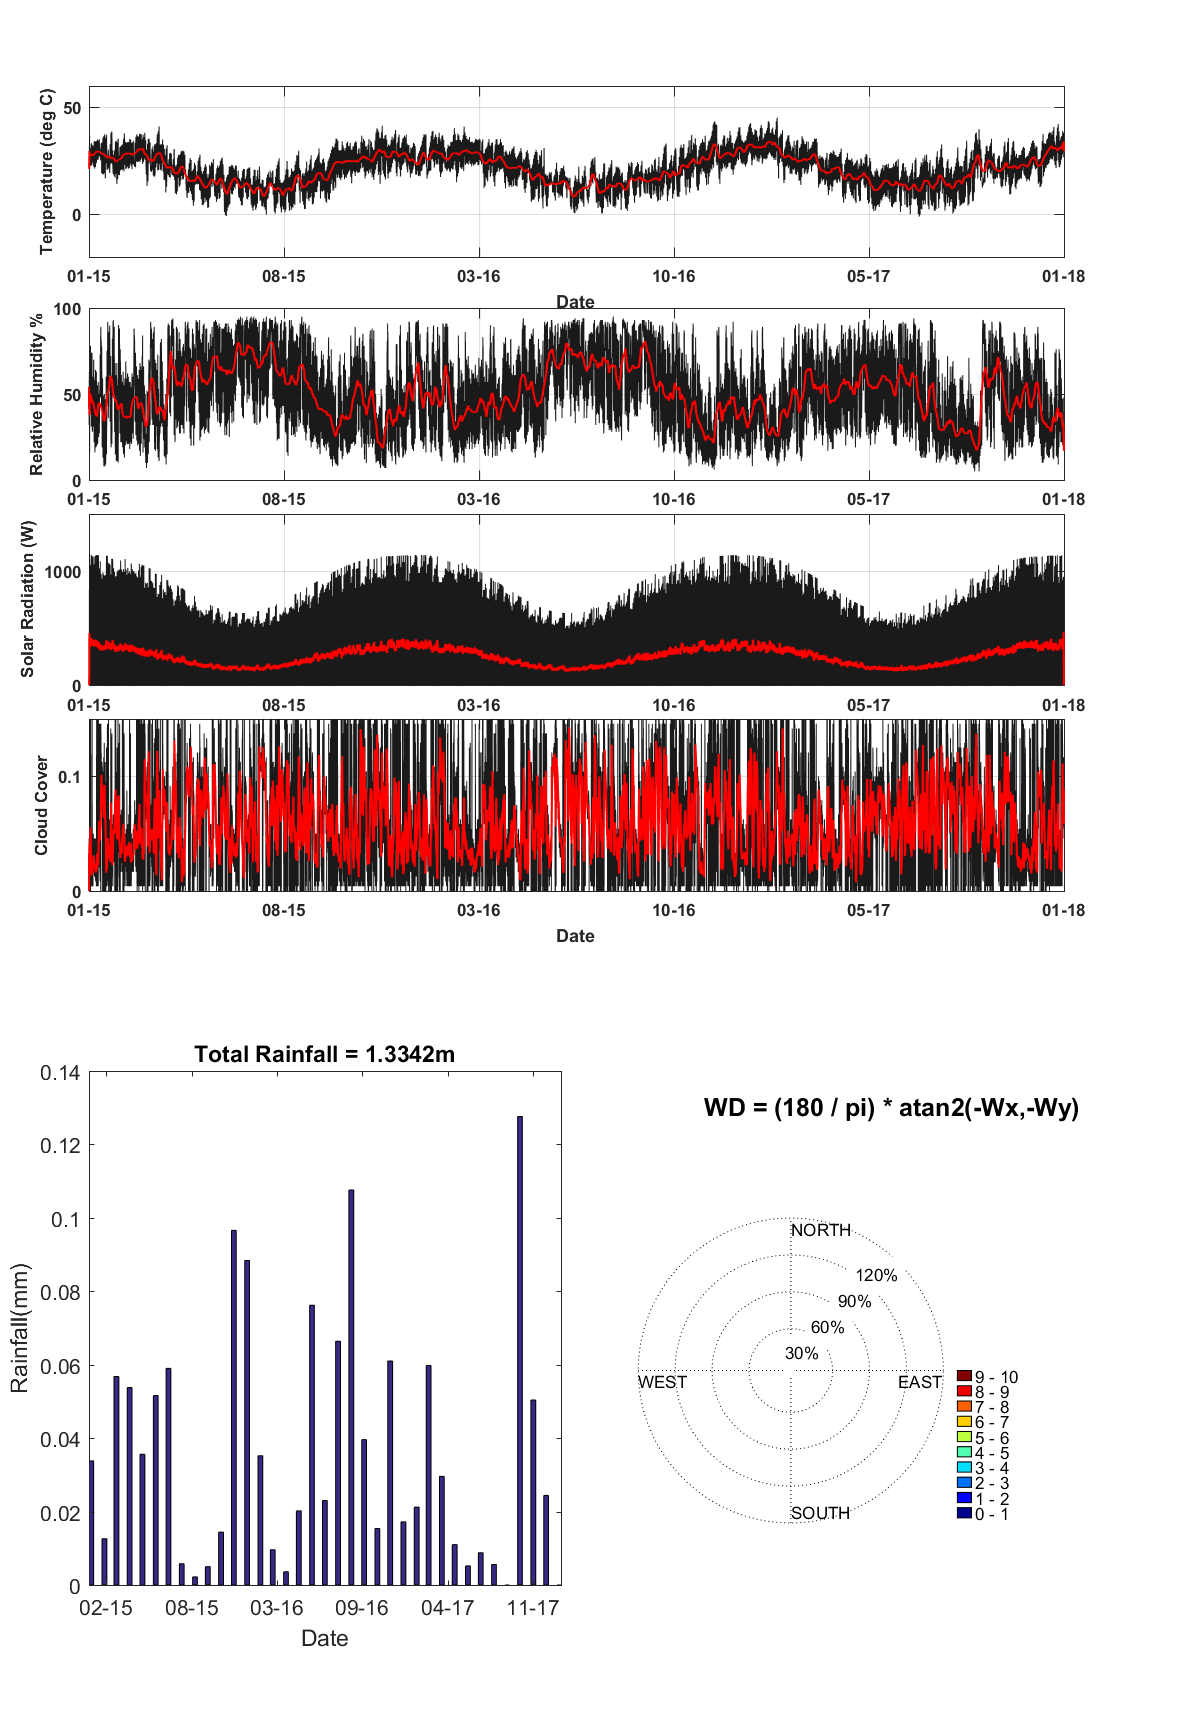 Temperature (deg C)
50
0
01-15 08-15 03-16 10-16 05-17 01-18
Date
Relative Humidity %
100
50
0
01-15 08-15 03-16 10-16 05-17 01-18
Solar Radiation (W)
1000
0
01-15 08-15 03-16 10-16 05-17 01-18
Cloud Cover
0.1
0
01-15 08-15 03-16 10-16 05-17 01-18
Date
Total Rainfall = 1.3342m
Rainfall(mm)
0.14
0.12
0.1
0.08
0.06
0.04
0.02
0
02-15 08-15 03-16 09-16 04-17 11-17
Date
WD = (180 / pi) * atan2(-Wx,-Wy)
NORTH
120%
90%
60%
30%
WEST EAST
SOUTH
9 - 10
8 - 9
7 - 8
6 - 7
5 - 6
4 - 5
3 - 4
2 - 3
1 - 2
0 - 1